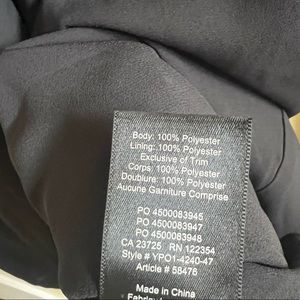 Body: 100% Polyester
Lining: 100% Polyester
Exclusive of Trim
Corps: 100% Polyester
Doublure: 100% Polyester
Aucune Garniture Comprise
PO 4500083945
PO 4500083947
PO 4500083948
CA 23725 RN 122354
Style # YPO1-4240-47
Article # 58476
Made in China